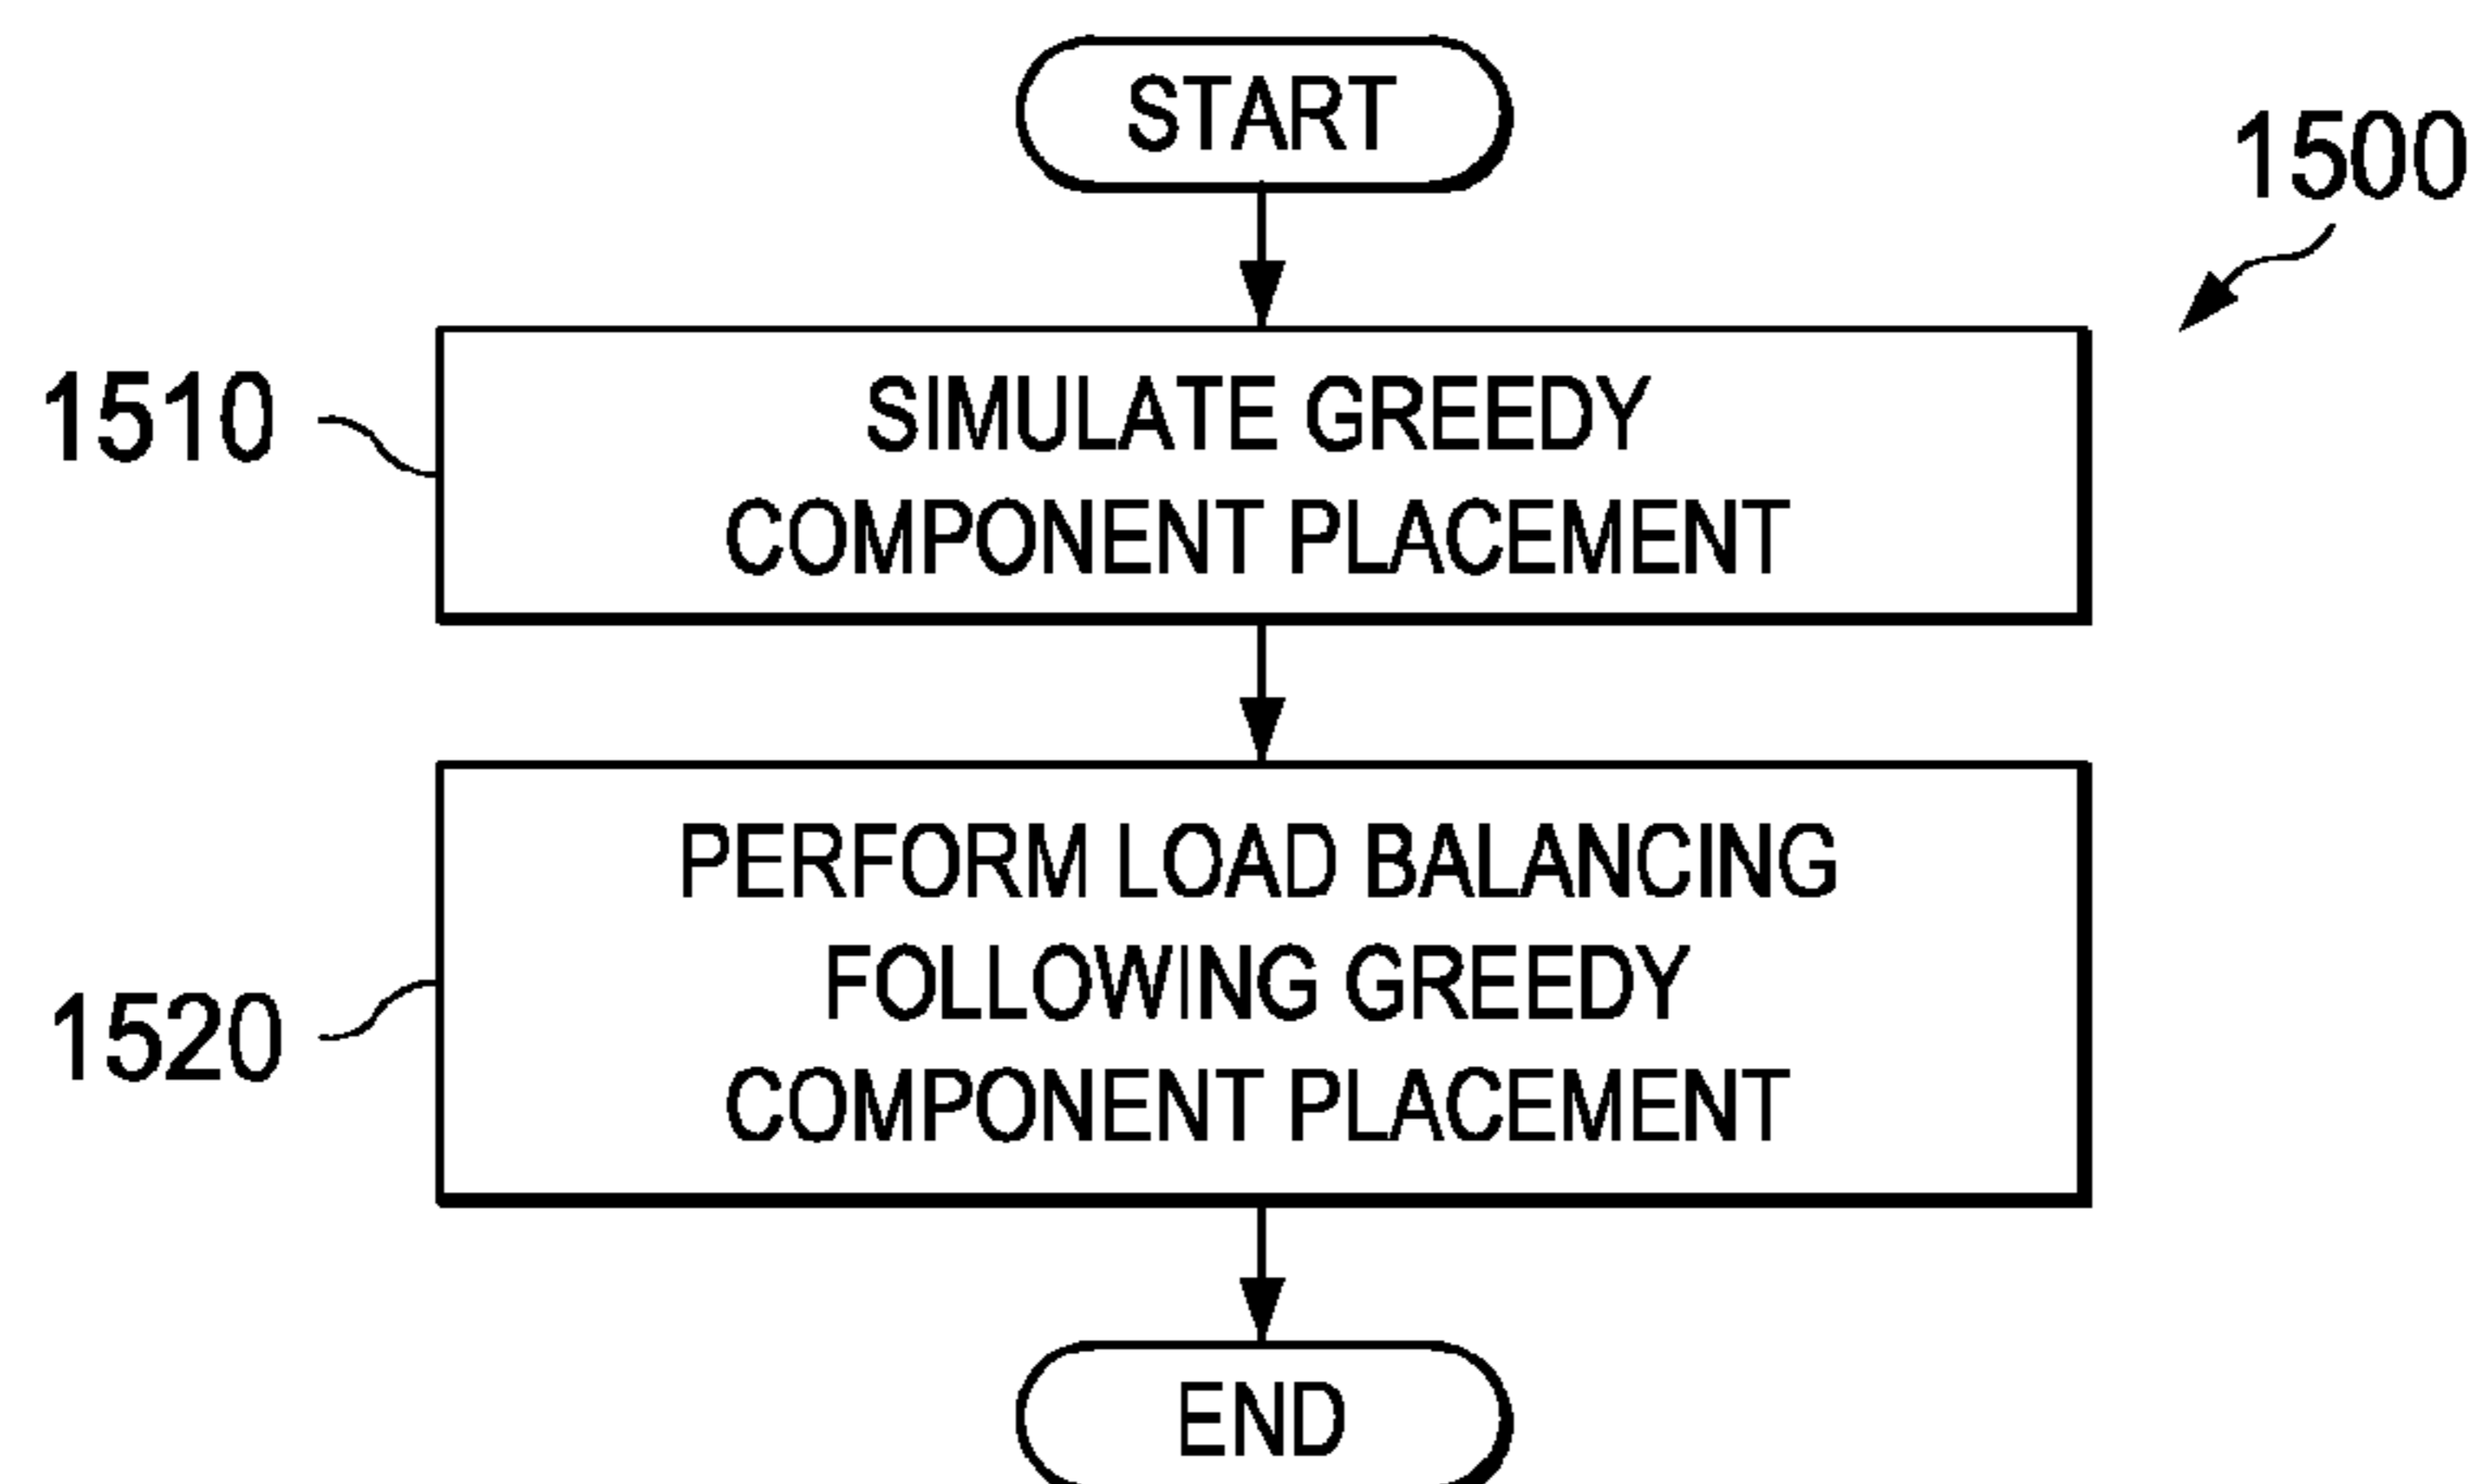 START
1500
1510
SIMULATE GREEDY
COMPONENT PLACEMENT
PERFORM LOAD BALANCING
FOLLOWING GREEDY
COMPONENT PLACEMENT
1520
END